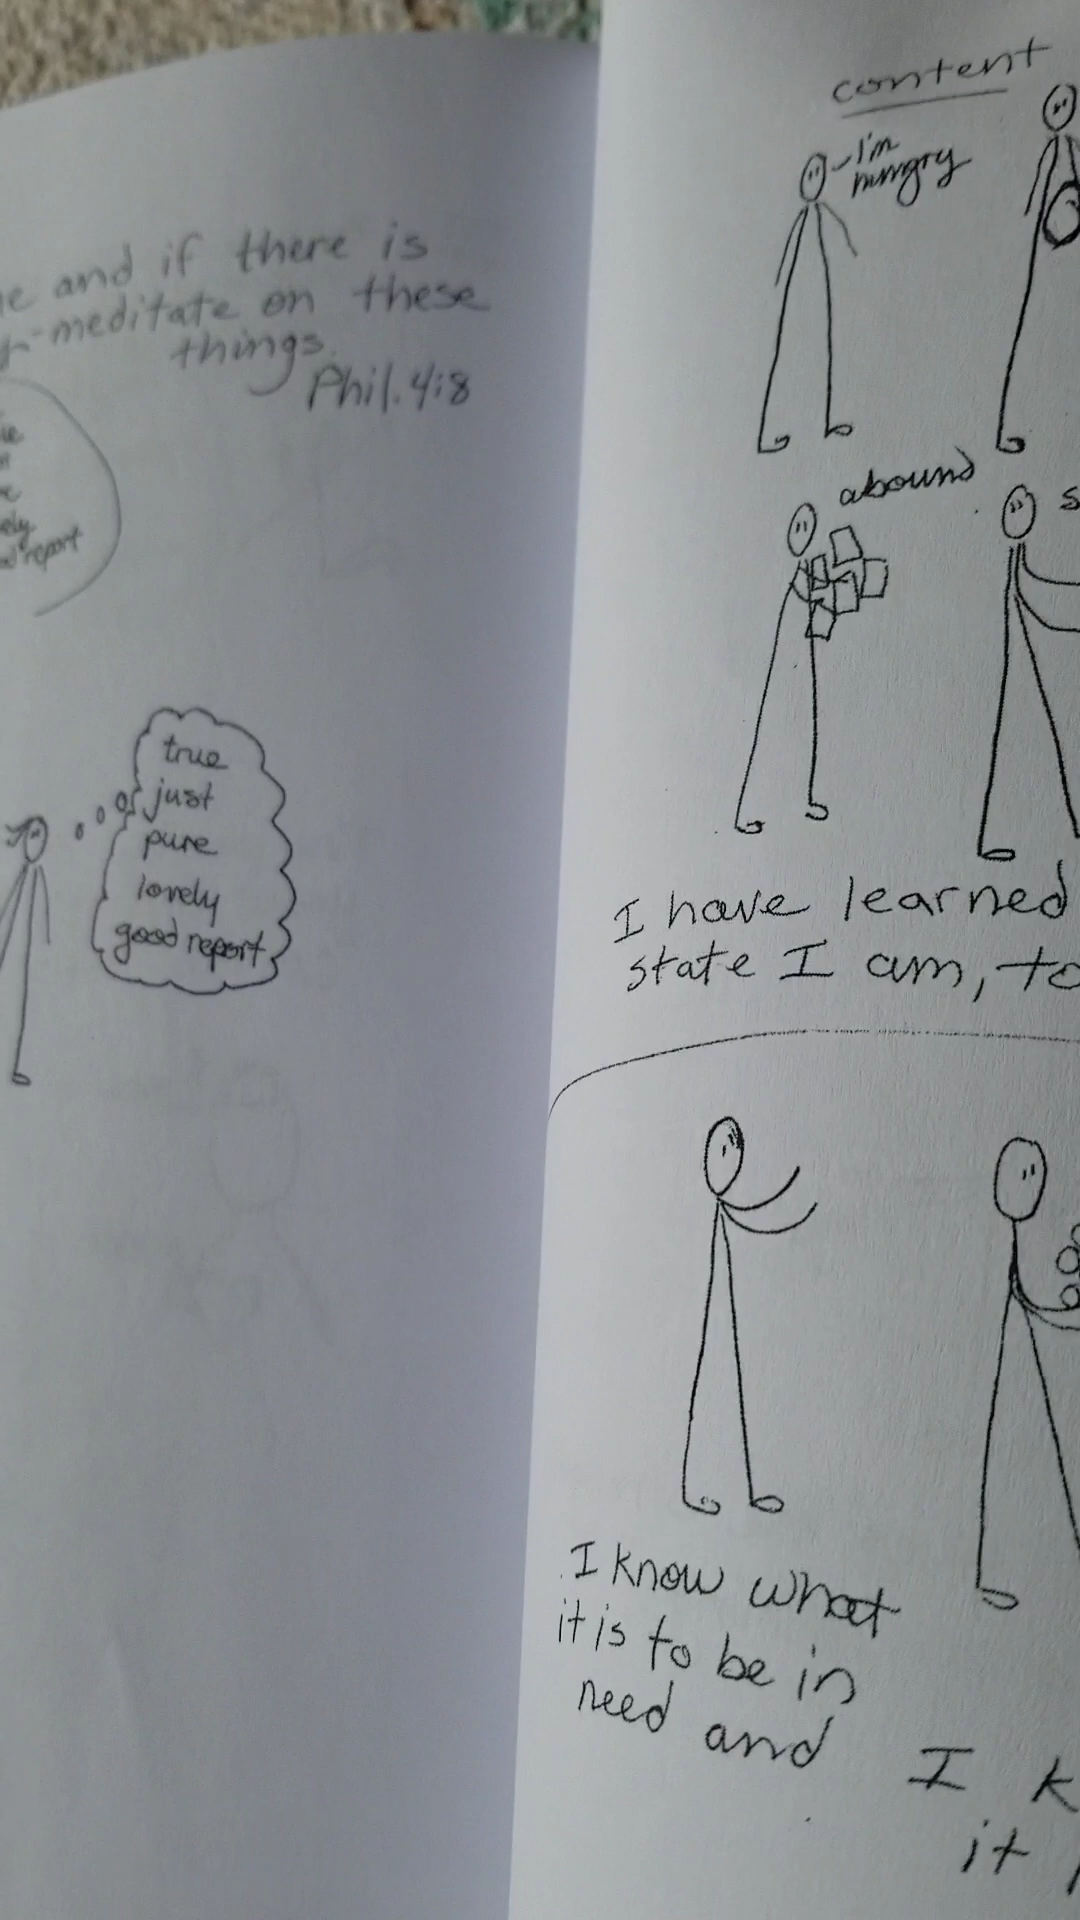 and if there is
meditate on these
things.
Phil. 4:8
report
true
just
pure
lovely
good report
content
I'm
hungry
abound
I have learned
state I am, to
I know what
it is to be in
need and
I K
it